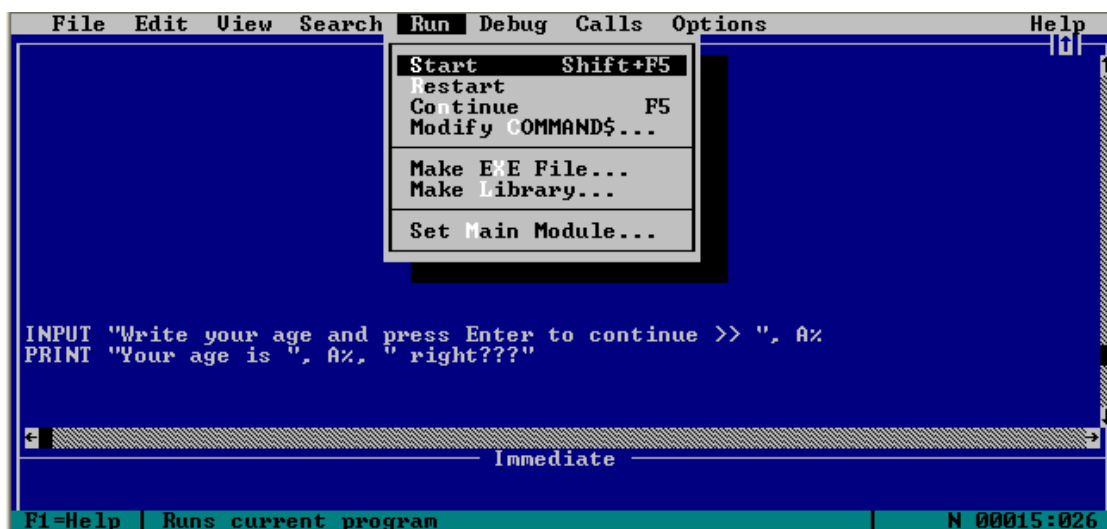 File Edit View Search Run Debug Calls Options Help
Start Shift+F5
Restart
Continue F5
Modify COMMAND$...
Make EXE File...
Make Library...
Set Main Module...
INPUT "Write your age and press Enter to continue >> ", A%
PRINT "Your age is ", A%, " right???"
Immediate
F1=Help | Runs current program N 00015:026